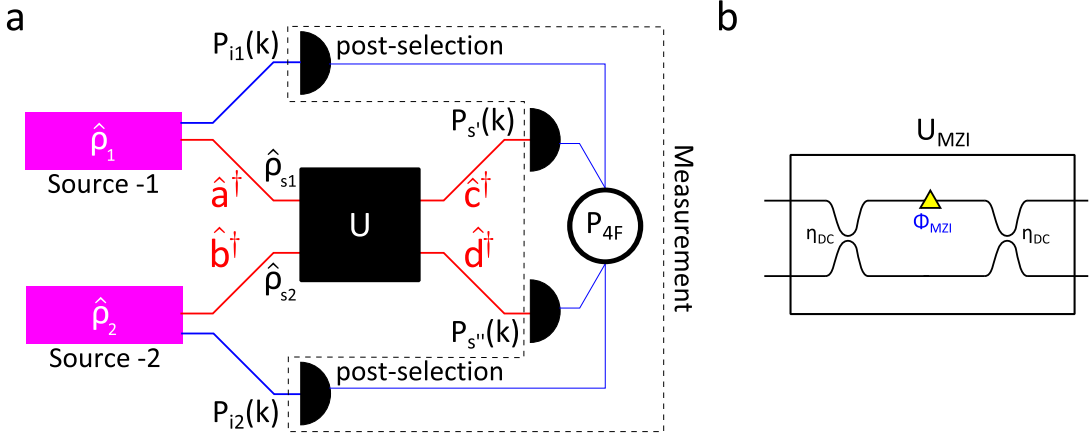 a
b
P_i1(k)
post-selection
P_s'(k)
ρ̂_1
Source -1
ρ̂_s1
â†
U
ĉ†
P_4F
Measurement
b̂†
d̂†
ρ̂_s2
ρ̂_2
Source -2
P_s''(k)
post-selection
P_i2(k)
U_MZI
η_DC
Φ_MZI
η_DC